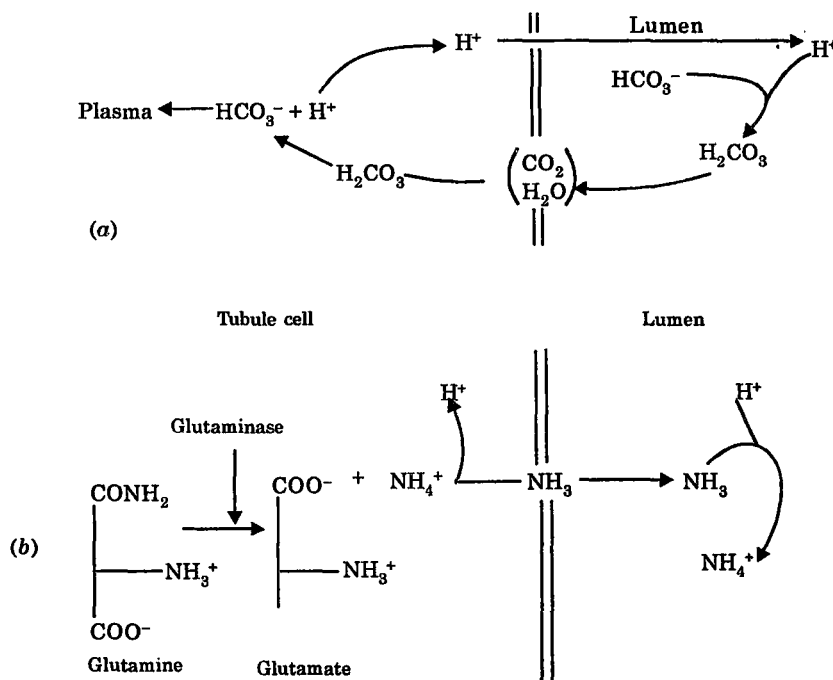 Lumen
H⁺ H⁺
HCO₃⁻
Plasma HCO₃⁻ + H⁺
H₂CO₃ CO₂ H₂CO₃
H₂O
(a)
Tubule cell Lumen
H⁺ H⁺
Glutaminase
CONH₂ COO⁻ + NH₄⁺ NH₃ NH₃
(b)
NH₃⁺ NH₃⁺ NH₄⁺
COO⁻
Glutamine Glutamate